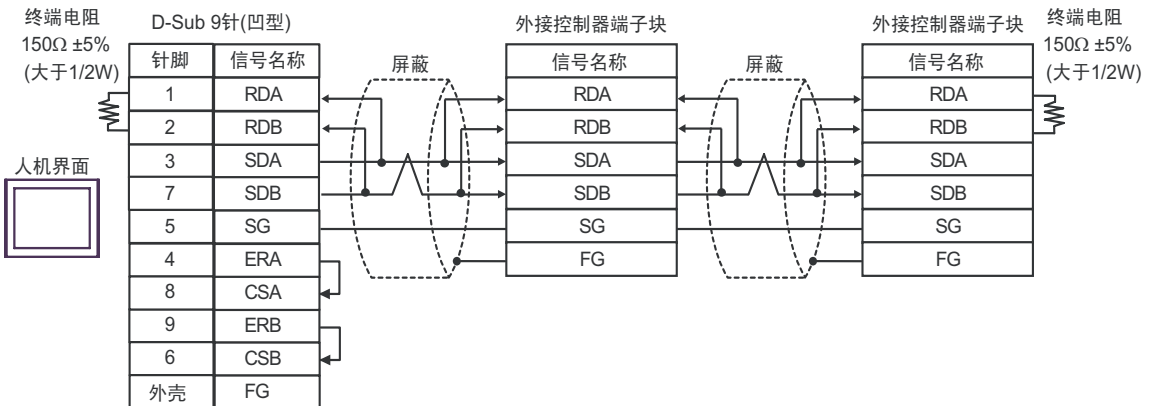 终端电阻
150Ω ±5%
(大于1/2W)
D-Sub 9针(凹型)
针脚 信号名称
1 RDA
2 RDB
3 SDA
7 SDB
5 SG
4 ERA
8 CSA
9 ERB
6 CSB
外壳 FG
人机界面
屏蔽
外接控制器端子块
信号名称
RDA
RDB
SDA
SDB
SG
FG
屏蔽
外接控制器端子块
信号名称
RDA
RDB
SDA
SDB
SG
FG
终端电阻
150Ω ±5%
(大于1/2W)